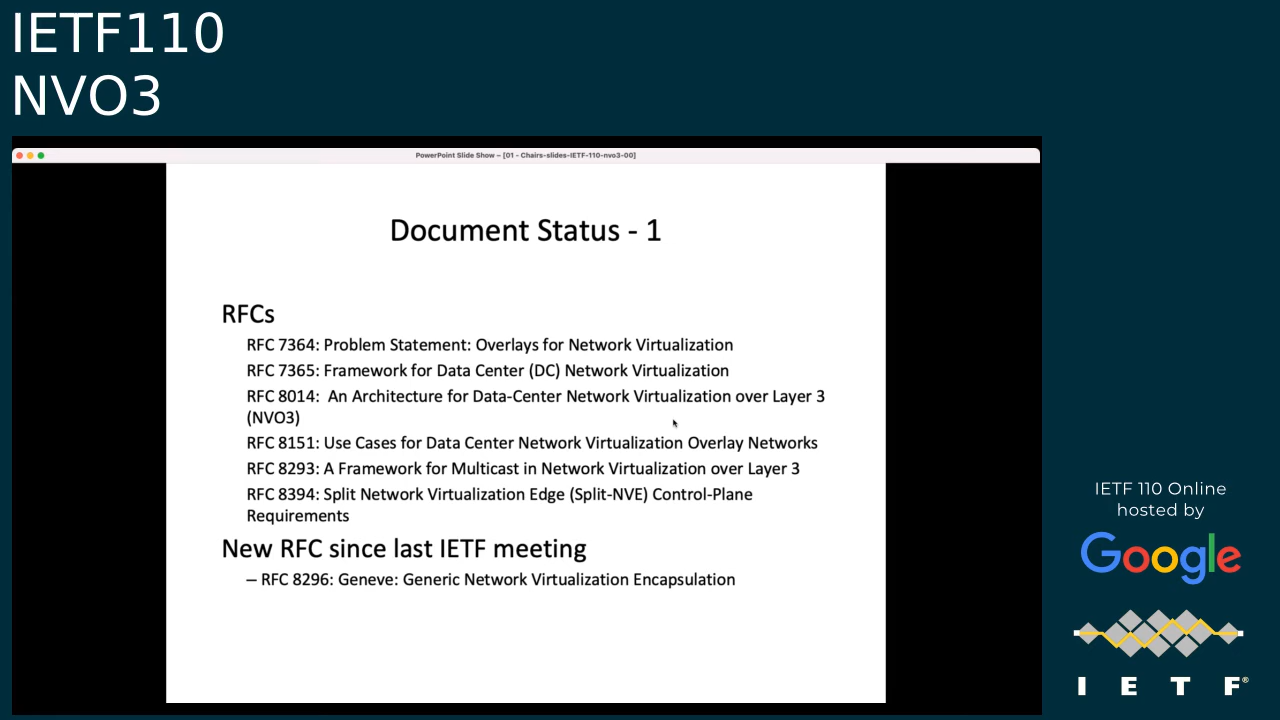 IETF110
NVO3
PowerPoint Slide Show – [01 - Chairs-slides-IETF-110-nvo3-00]
Document Status - 1
RFCs
RFC 7364: Problem Statement: Overlays for Network Virtualization
RFC 7365: Framework for Data Center (DC) Network Virtualization
RFC 8014:  An Architecture for Data-Center Network Virtualization over Layer 3
(NVO3)
RFC 8151: Use Cases for Data Center Network Virtualization Overlay Networks
RFC 8293: A Framework for Multicast in Network Virtualization over Layer 3
RFC 8394: Split Network Virtualization Edge (Split-NVE) Control-Plane
Requirements
New RFC since last IETF meeting
– RFC 8296: Geneve: Generic Network Virtualization Encapsulation
IETF 110 Online
hosted by
Google
I E T F®